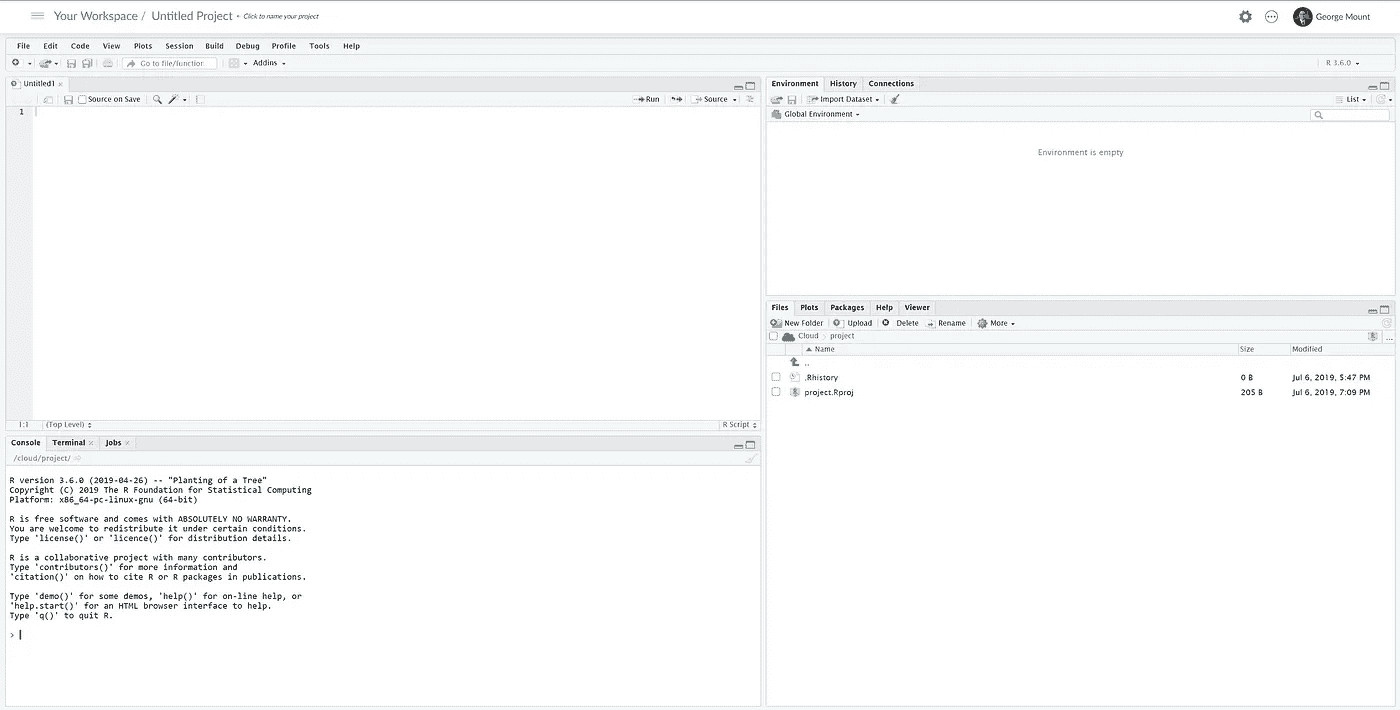 Your Workspace / Untitled Project • Click to name your project
George Mount
File Edit Code View Plots Session Build Debug Profile Tools Help
Go to file/function Addins R 3.6.0
Untitled1
Source on Save Run Source
1
1:1 (Top Level) R Script
Console Terminal Jobs
/cloud/project/
R version 3.6.0 (2019-04-26) -- "Planting of a Tree"
Copyright (C) 2019 The R Foundation for Statistical Computing
Platform: x86_64-pc-linux-gnu (64-bit)
R is free software and comes with ABSOLUTELY NO WARRANTY.
You are welcome to redistribute it under certain conditions.
Type 'license()' or 'licence()' for distribution details.
R is a collaborative project with many contributors.
Type 'contributors()' for more information and
'citation()' on how to cite R or R packages in publications.
Type 'demo()' for some demos, 'help()' for on-line help, or
'help.start()' for an HTML browser interface to help.
Type 'q()' to quit R.
>
Environment History Connections
Import Dataset List
Global Environment
Environment is empty
Files Plots Packages Help Viewer
New Folder Upload Delete Rename More
Cloud project ...
Name Size Modified
..
.Rhistory 0 B Jul 6, 2019, 5:47 PM
project.Rproj 205 B Jul 6, 2019, 7:09 PM